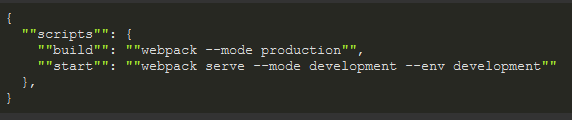 {
  ""scripts"": {
    ""build"": ""webpack --mode production"",
    ""start"": ""webpack serve --mode development --env development""
  },
}